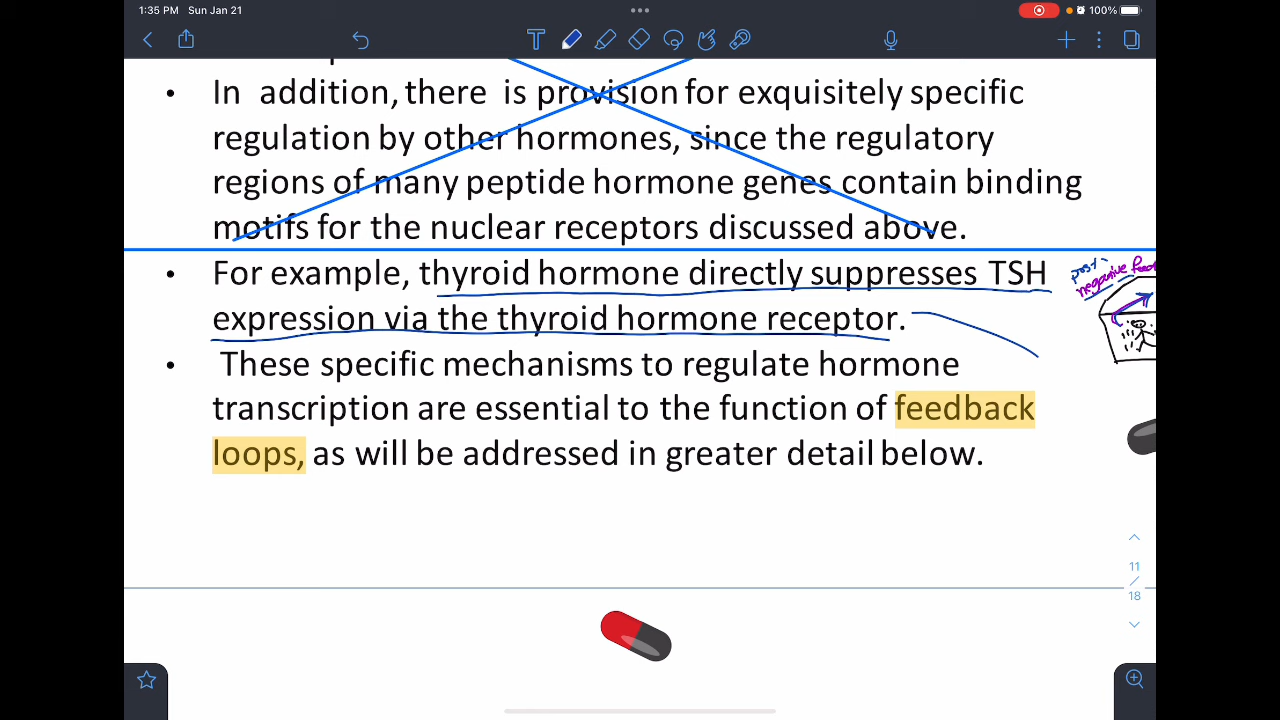 1:35 PM Sun Jan 21
100%
T
• In addition, there is provision for exquisitely specific
regulation by other hormones, since the regulatory
regions of many peptide hormone genes contain binding
motifs for the nuclear receptors discussed above.
• For example, thyroid hormone directly suppresses TSH
expression via the thyroid hormone receptor.
• These specific mechanisms to regulate hormone
transcription are essential to the function of feedback
loops, as will be addressed in greater detail below.
negative
11
/
18